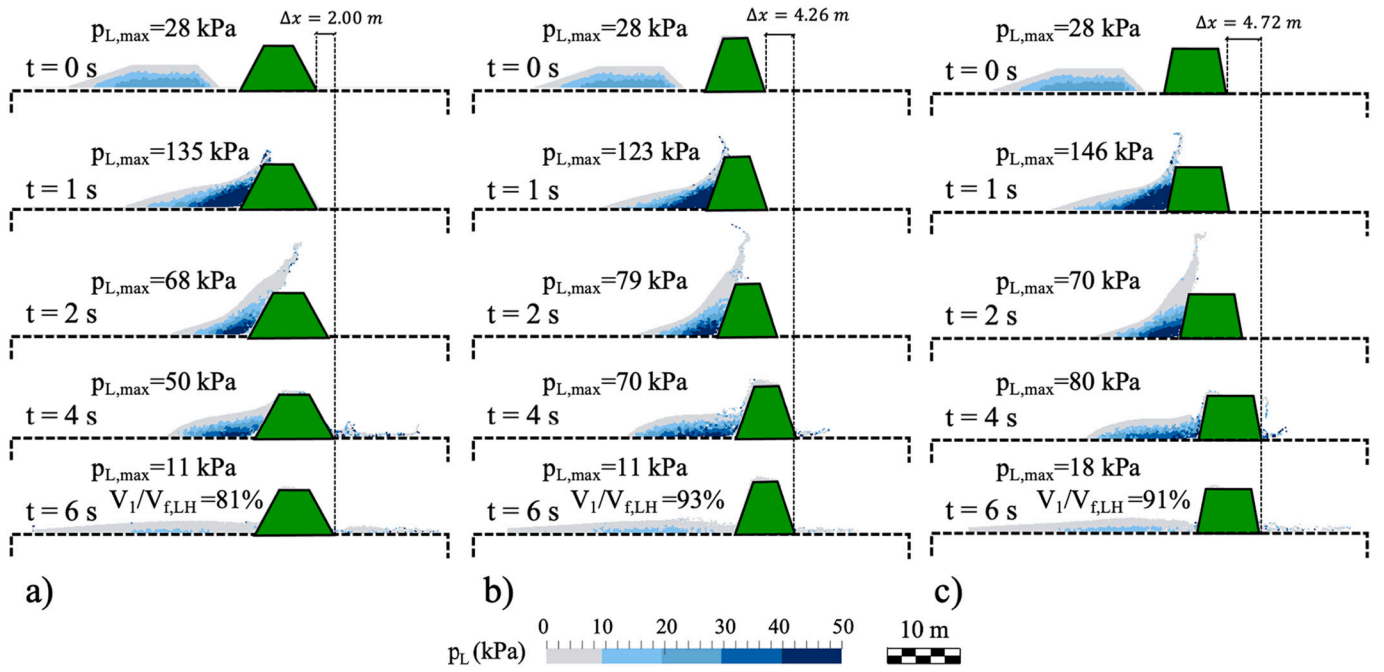 Δx = 2.00 m
p_L,max=28 kPa
t = 0 s
p_L,max=135 kPa
t = 1 s
p_L,max=68 kPa
t = 2 s
p_L,max=50 kPa
t = 4 s
p_L,max=11 kPa
t = 6 s V_1/V_f,LH=81%
a)
Δx = 4.26 m
p_L,max=28 kPa
t = 0 s
p_L,max=123 kPa
t = 1 s
p_L,max=79 kPa
t = 2 s
p_L,max=70 kPa
t = 4 s
p_L,max=11 kPa
t = 6 s V_1/V_f,LH=93%
b)
Δx = 4.72 m
p_L,max=28 kPa
t = 0 s
p_L,max=146 kPa
t = 1 s
p_L,max=70 kPa
t = 2 s
p_L,max=80 kPa
t = 4 s
p_L,max=18 kPa
t = 6 s V_1/V_f,LH=91%
c)
0 10 20 30 40 50
p_L (kPa)
10 m